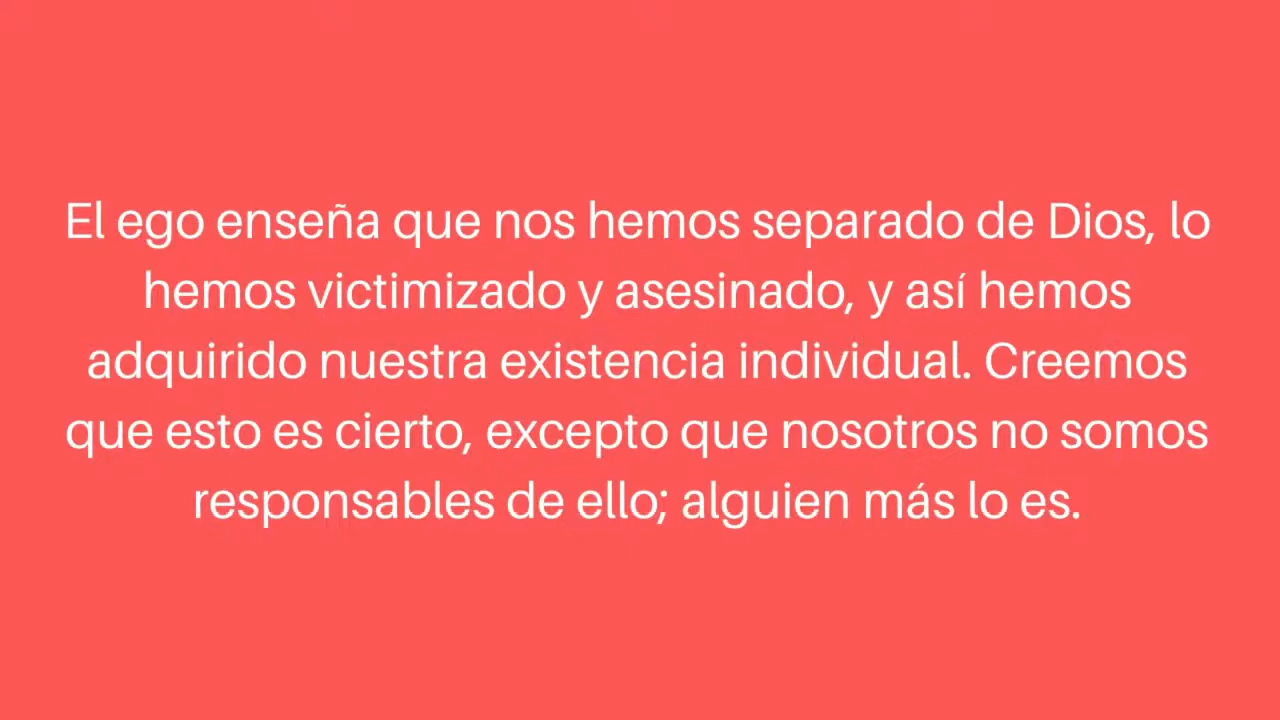 El ego enseña que nos hemos separado de Dios, lo
hemos victimizado y asesinado, y así hemos
adquirido nuestra existencia individual. Creemos
que esto es cierto, excepto que nosotros no somos
responsables de ello; alguien más lo es.